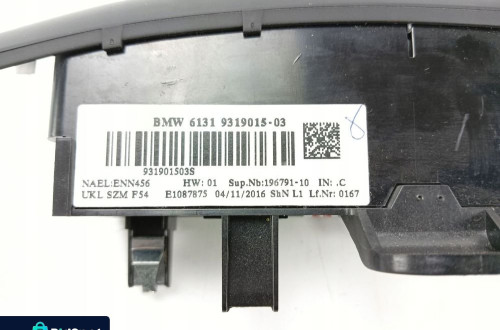 BMW 6131 9319015-03
931901503S
NAEL:ENN456 HW: 01 Sup.Nb:196791-10 IN: .C
UKL SZM F54 E1087875 04/11/2016 ShN L1 Lf.Nr: 0167
8